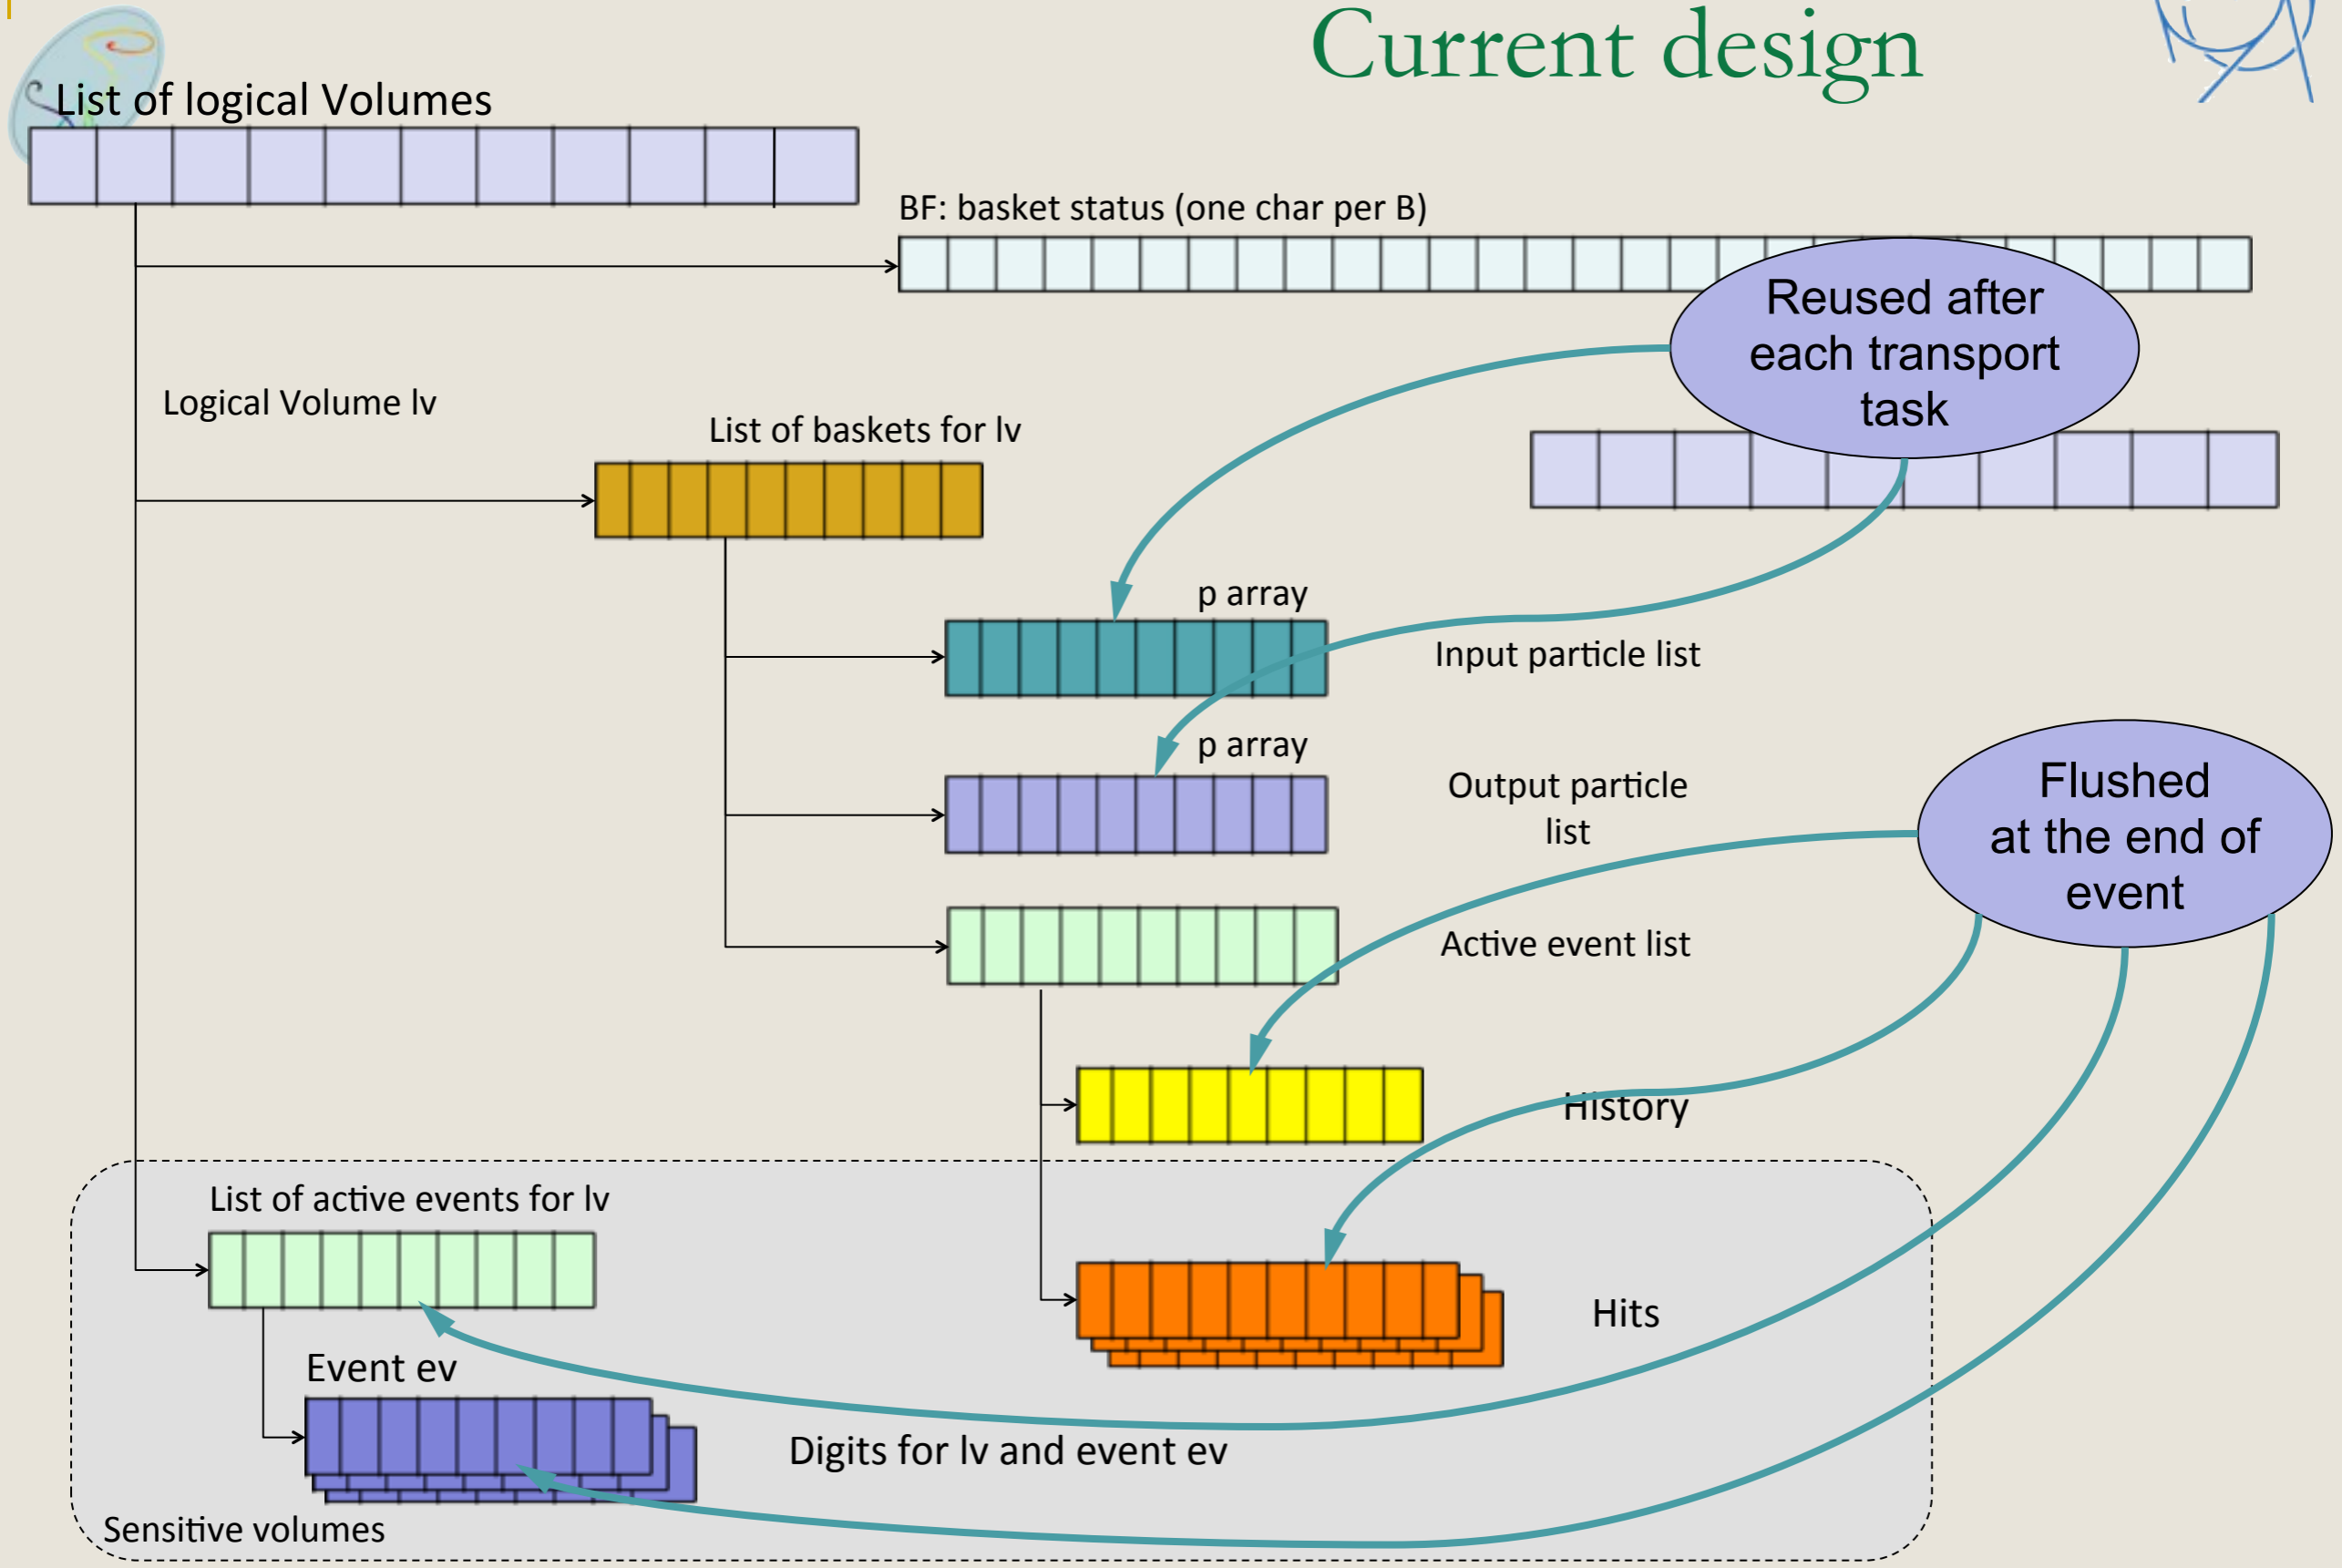 Current design
List of logical Volumes
BF: basket status (one char per B)
Reused after
each transport
task
Logical Volume lv
List of baskets for lv
p array
Input particle list
p array
Output particle
list
Flushed
at the end of
event
Active event list
History
List of active events for lv
Hits
Event ev
Digits for lv and event ev
Sensitive volumes